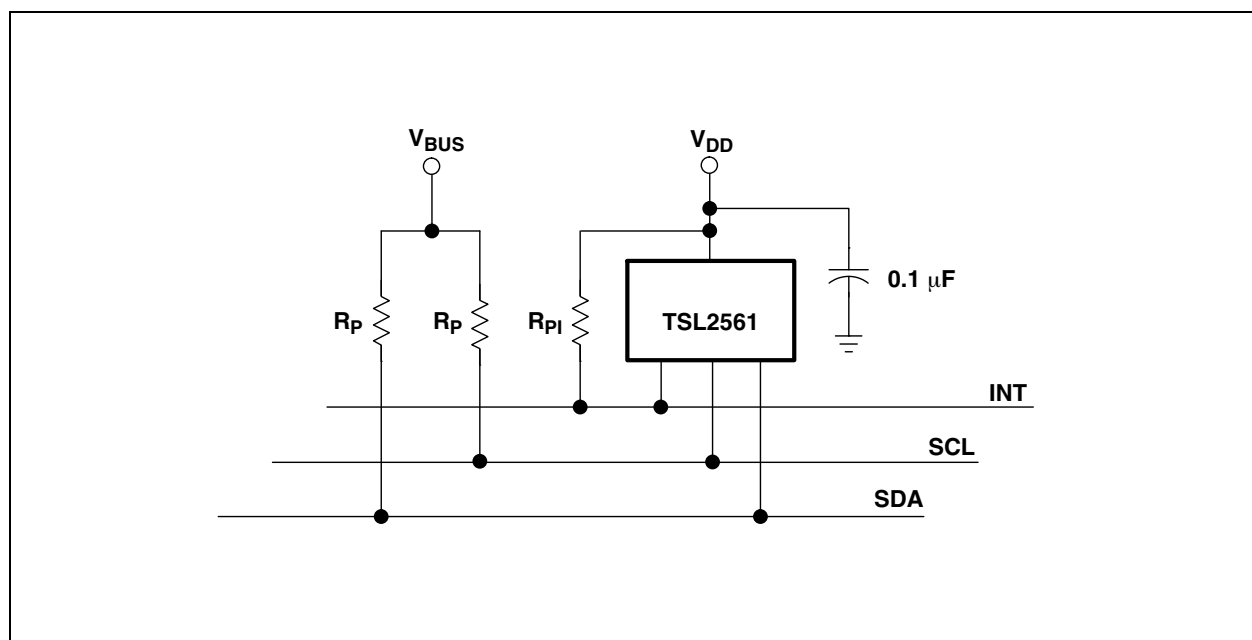 VBUS
VDD
0.1 μF
RP
RP
RPI
TSL2561
INT
SCL
SDA